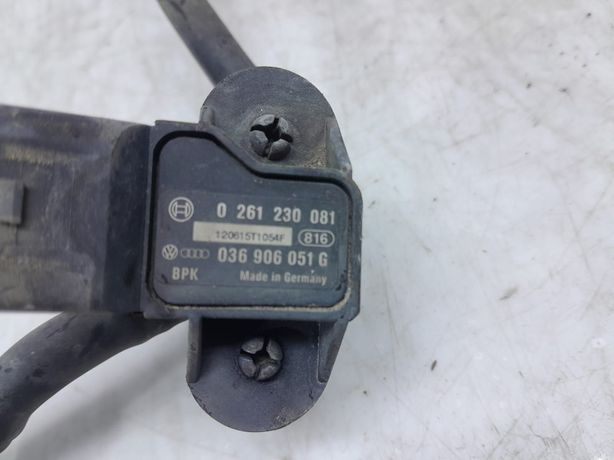 0 261 230 081
120615T1054F 816
036 906 051 G
BPK Made in Germany